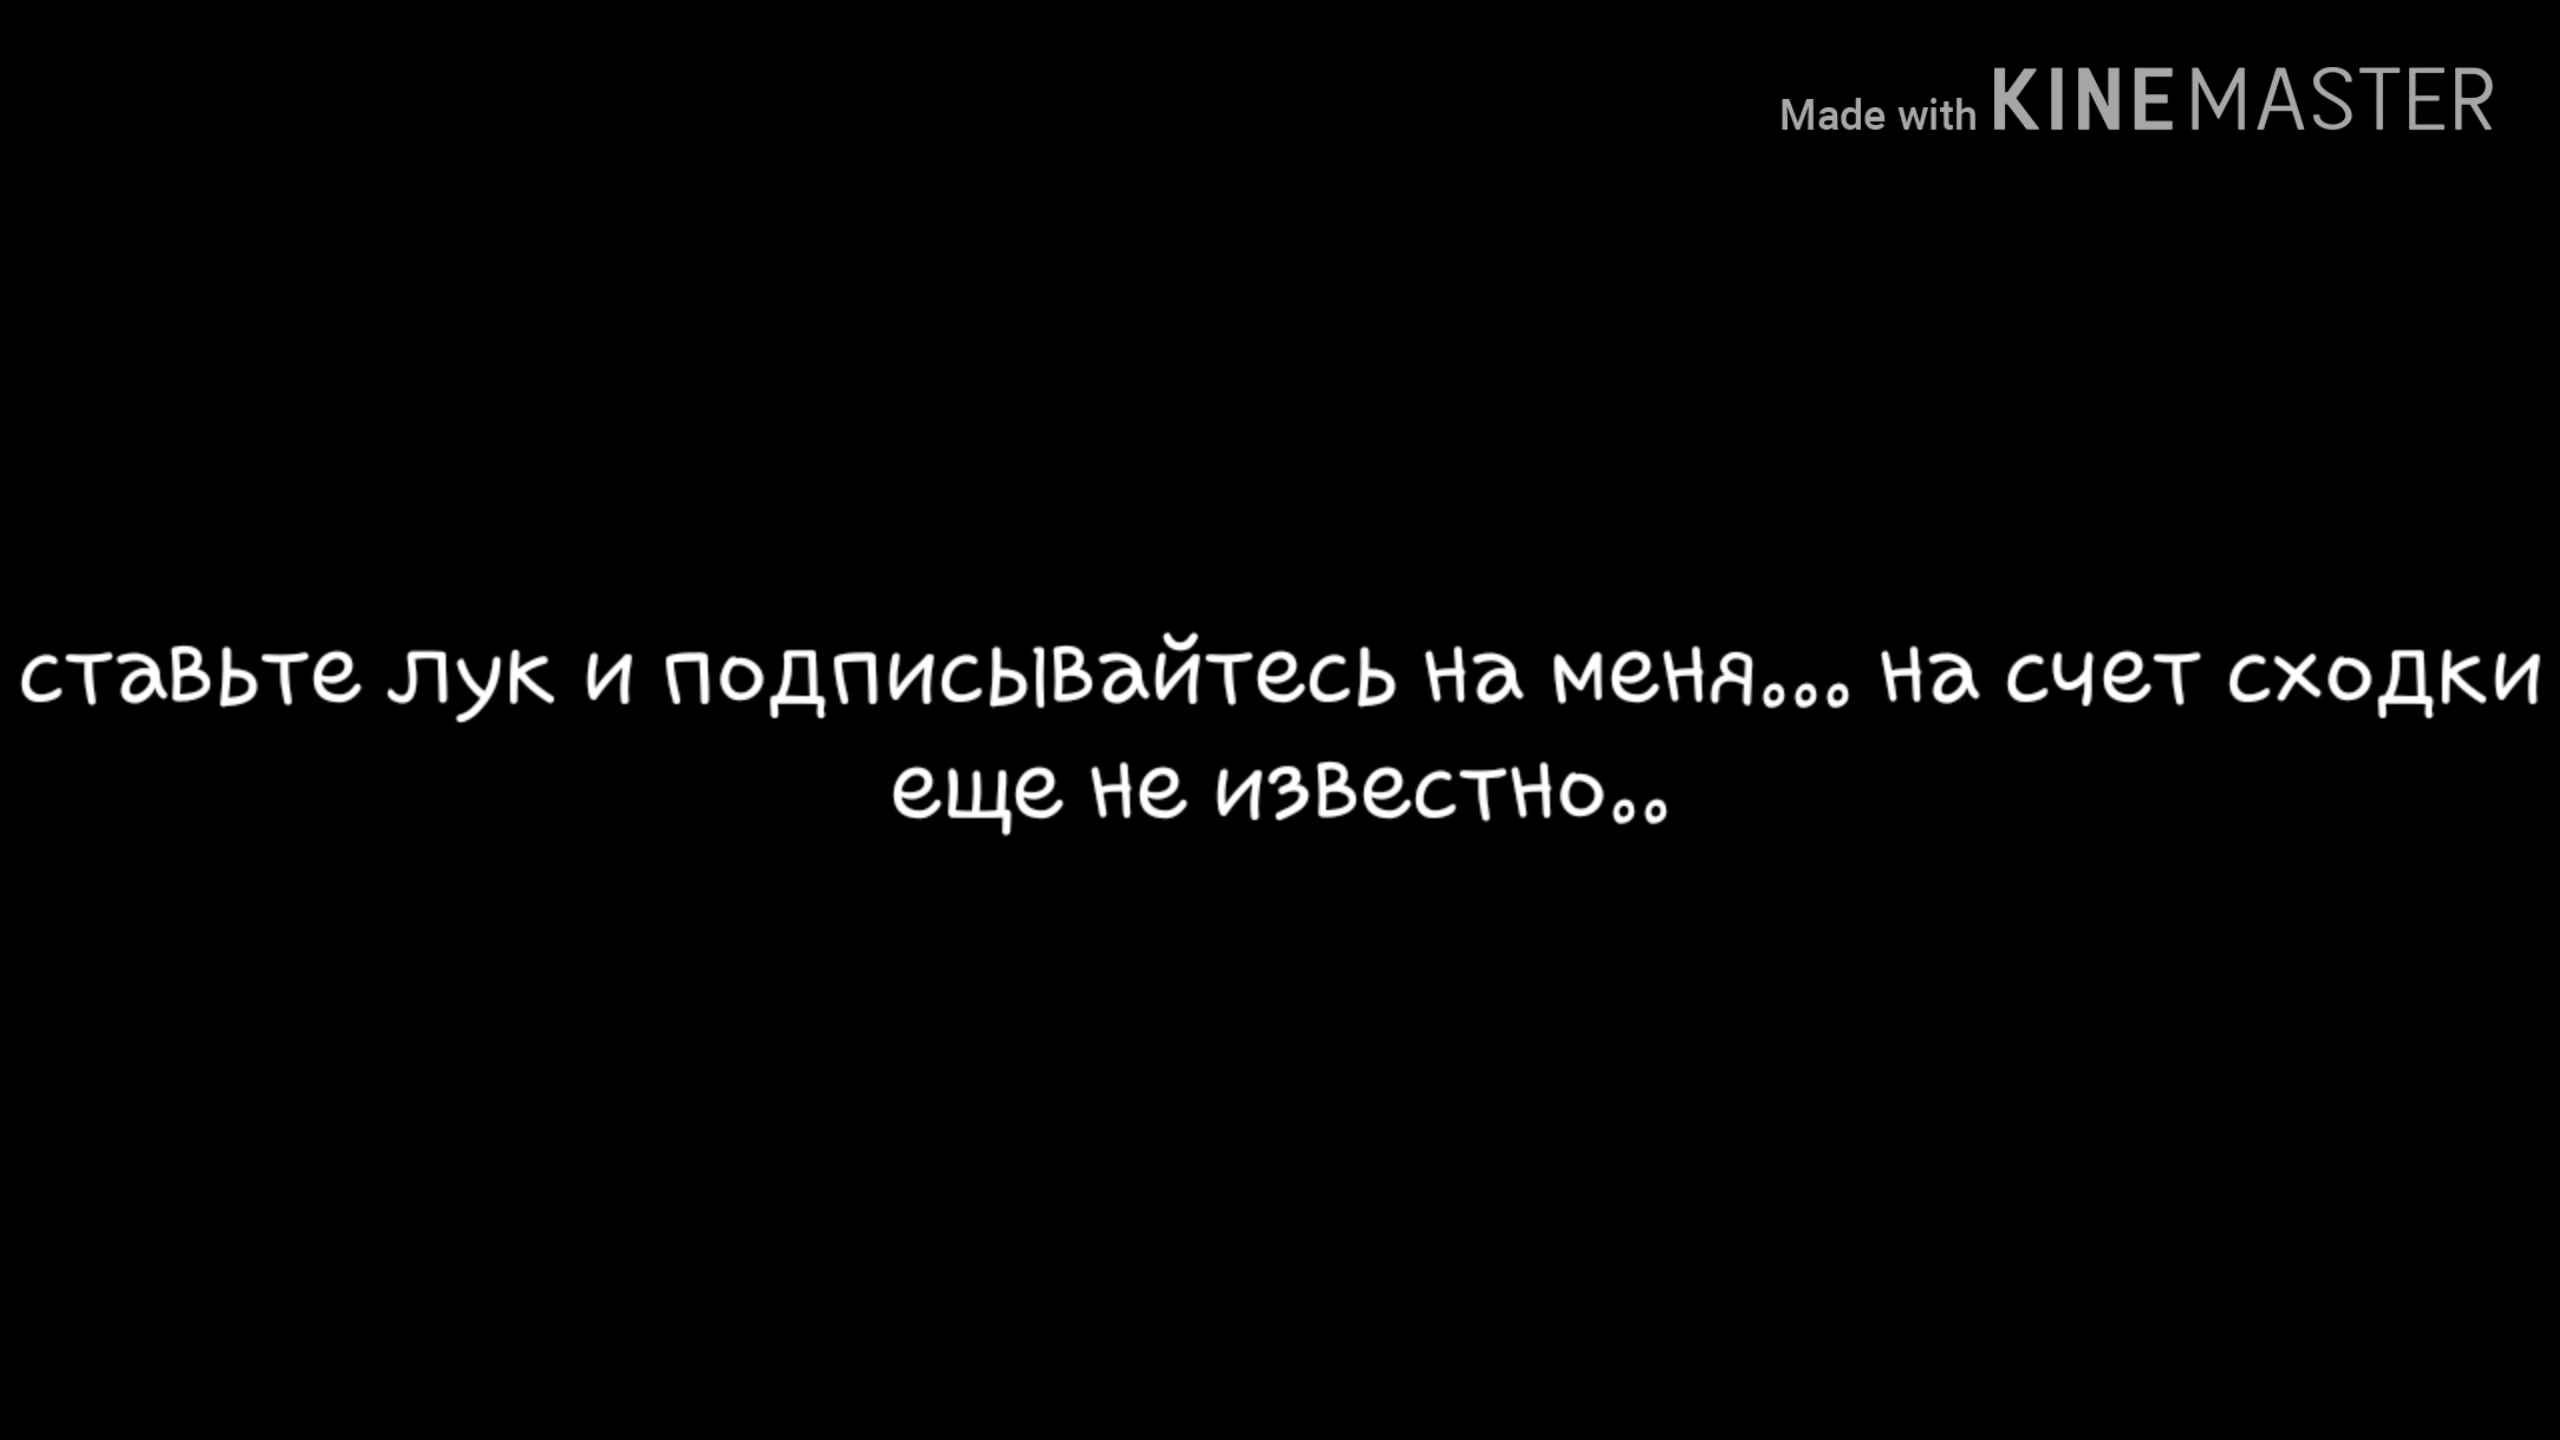 Made with KINEMASTER
ставьте лук и подписывайтесь на меня... на счет сходки
еще не известно..